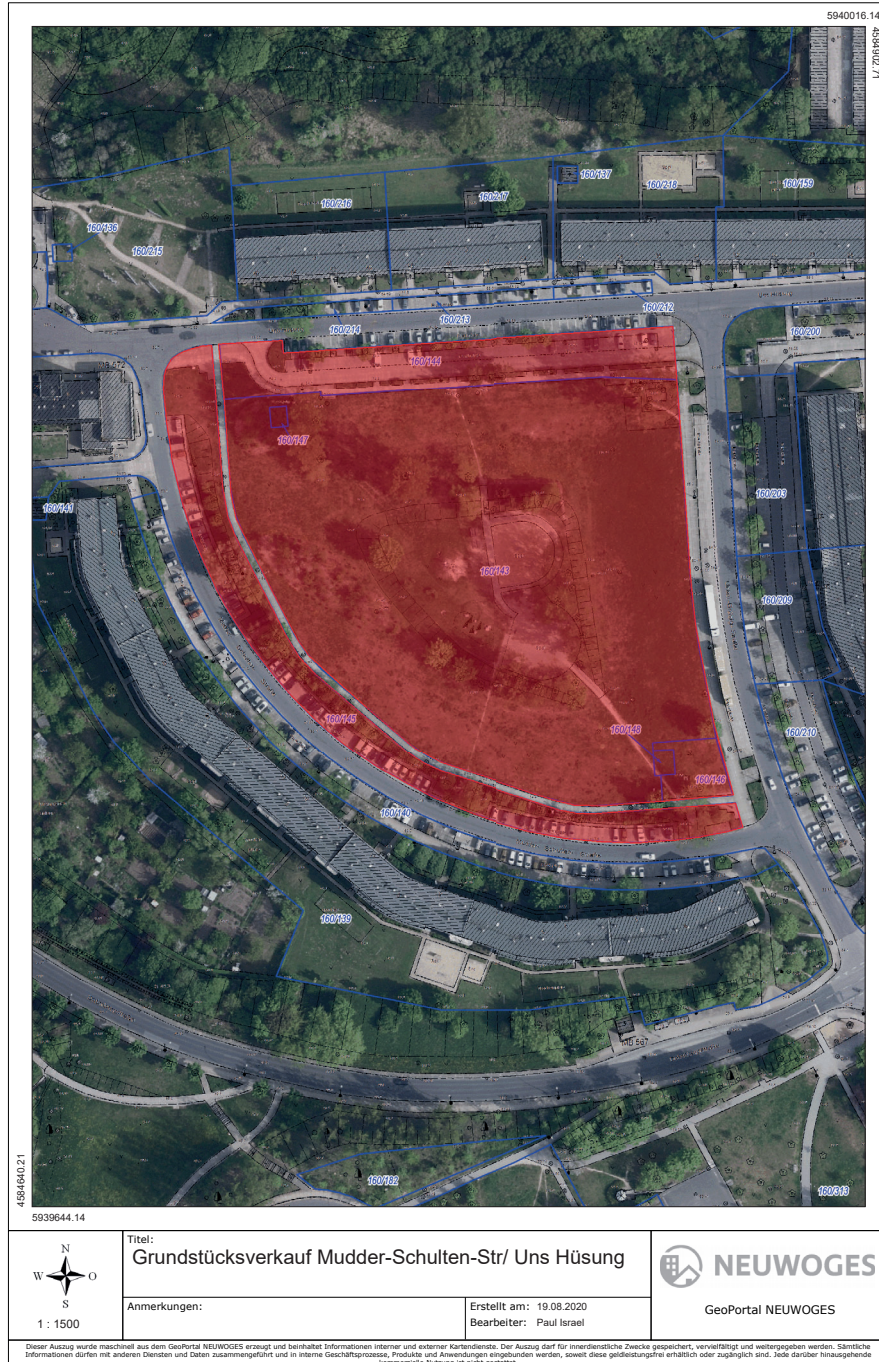 5940016.14
4584902.71
160/137
160/216
160/217
160/218
160/159
160/136
160/215
160/214
160/213
160/212
160/200
160/144
160/147
160/141
160/203
160/143
160/209
160/148
160/210
160/145
160/146
160/140
160/139
160/182
160/313
4584640.21
5939644.14
N
W O
S
1 : 1500
Titel:
Grundstücksverkauf Mudder-Schulten-Str/ Uns Hüsung
Anmerkungen:
Erstellt am: 19.08.2020
Bearbeiter: Paul Israel
NEUWOGES
GeoPortal NEUWOGES
Dieser Auszug wurde maschinell aus dem GeoPortal NEUWOGES erzeugt und beinhaltet Informationen interner und externer Kartendienste. Der Auszug darf für innerdienstliche Zwecke gespeichert, vervielfältigt und weitergegeben werden. Sämtliche
Informationen dürfen mit anderen Diensten und Daten zusammengeführt und in interne Geschäftsprozesse, Produkte und Anwendungen eingebunden werden, soweit diese geldleistungsfrei erhältlich oder zugänglich sind. Jede darüber hinausgehende
kommerzielle Nutzung ist nicht gestattet.